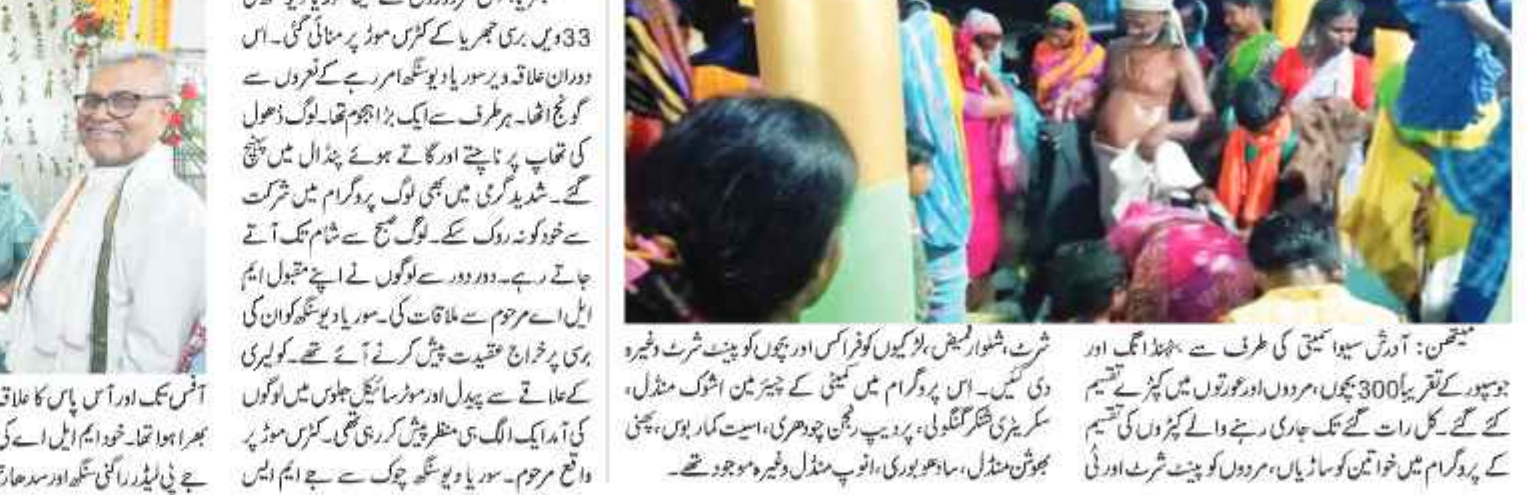 میتھن: آدرش سیوا سمیتی کی طرف سے پہنڈا انگ اور
جوسپور کے تقریباً 300 بچوں، مردوں اور عورتوں میں کپڑے تقسیم
کئے گئے۔ کل رات گئے تک جاری رہنے والے کپڑوں کی تقسیم
کے پروگرام میں خواتین کو ساڑیاں، مردوں کو پینٹ شرٹ اور ٹی
شرٹ، شلوار قمیض، لڑکیوں کو فراکس اور بچوں کو پینٹ شرٹ وغیرہ
دی گئیں۔ اس پروگرام میں کمیٹی کے چیئرمین اشوک منڈل،
سکریٹری شنکر گنگولی، پردیپ رنجن چودھری، اسیت کمار بوس، پھنی
بھوشن منڈل، سادھو بوری، انوپ منڈل وغیرہ موجود تھے۔
33ویں برسی جھریا کے کٹرس موڑ پر منائی گئی۔ اس
دوران علاقہ ویر سوریا دیو سنگھ امر رہے کے نعروں سے
گونج اٹھا۔ ہر طرف سے ایک بڑا ہجوم تھا۔ لوگ ڈھول
کی تھاپ پر ناچتے اور گاتے ہوئے پنڈال میں پہنچ
گئے۔ شدید گرمی میں بھی لوگ پروگرام میں شرکت
سے خود کو نہ روک سکے۔ لوگ صبح سے شام تک آتے
جاتے رہے۔ دور دور سے لوگوں نے اپنے مقبول ایم
ایل اے مرحوم سے ملاقات کی۔ سوریا دیو سنگھ کو ان کی
برسی پر خراج عقیدت پیش کرنے آئے تھے۔ کولیری
کے علاقے سے پیدل اور موٹر سائیکل جلوس میں لوگوں
کی آمد ایک الگ ہی منظر پیش کر رہی تھی۔ کٹرس موڑ پر
واقع مرحوم۔ سوریا دیو سنگھ چوک سے جے ایم ایس
آفس تک اور آس پاس کا علاقہ
بھرا ہوا تھا۔ خود ایم ایل اے کی
جے پی لیڈر راگنی سنگھ اور سدھارتھ